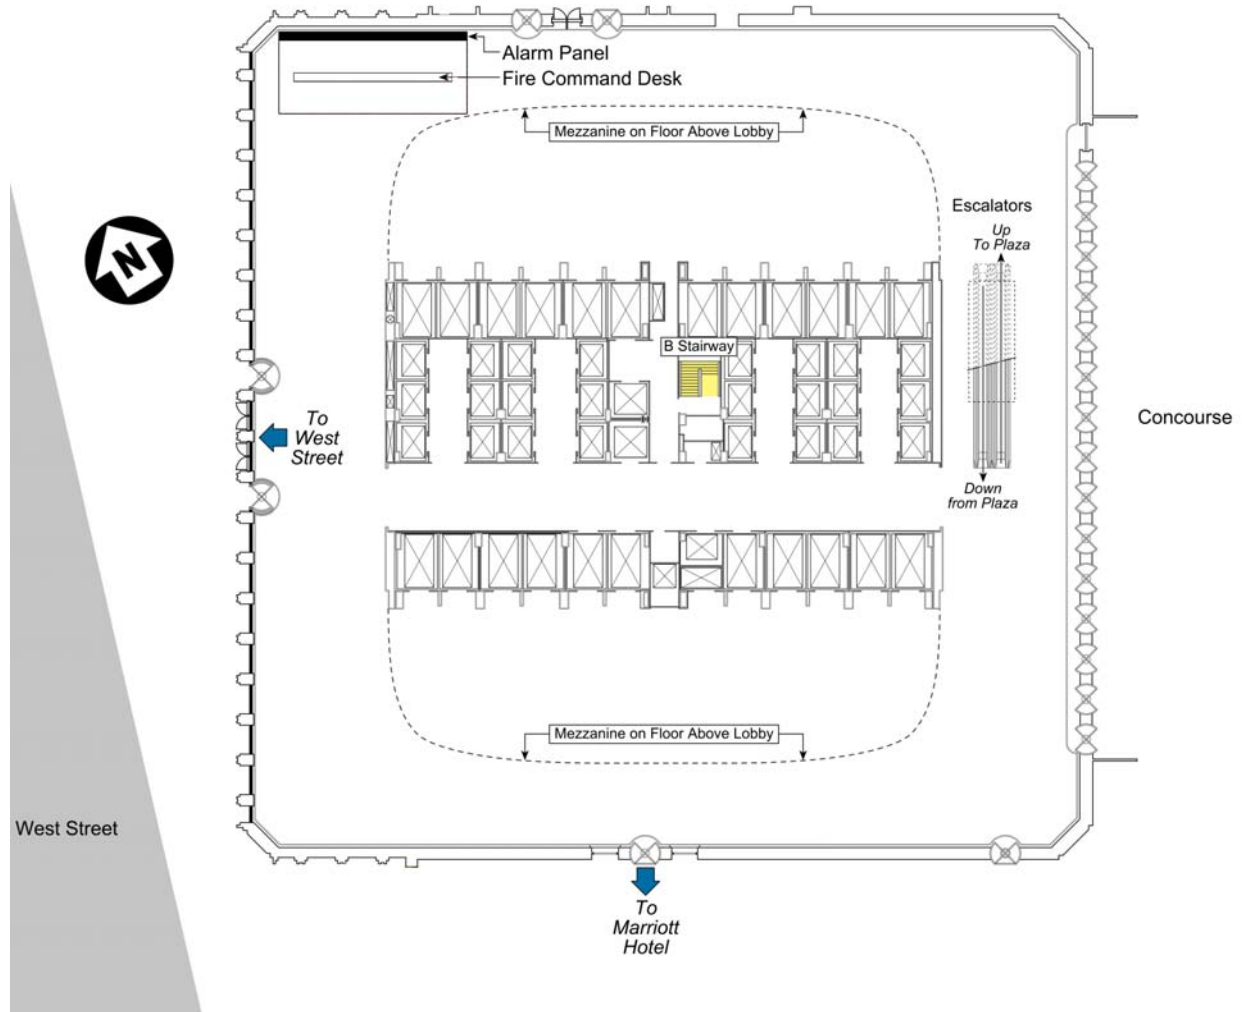 Alarm Panel
Fire Command Desk
Mezzanine on Floor Above Lobby
Escalators
Up
To Plaza
N
B Stairway
To
West
Street
Concourse
Down
from Plaza
Mezzanine on Floor Above Lobby
West Street
To
Marriott
Hotel